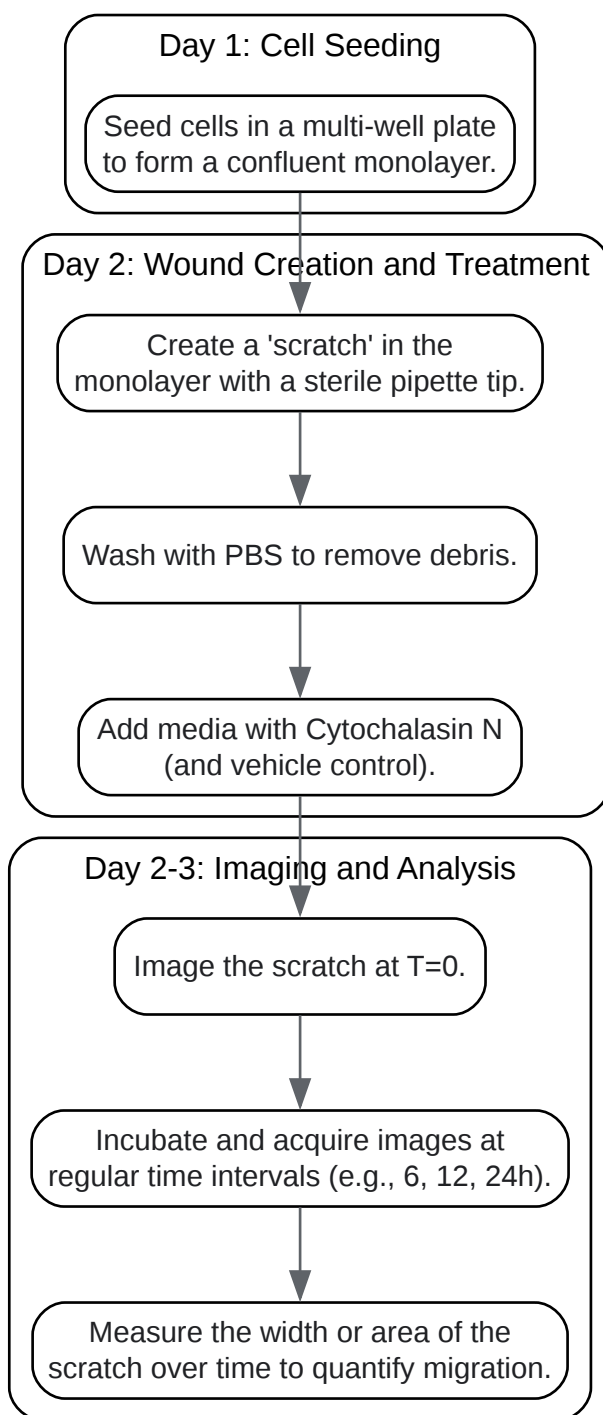 Day 1: Cell Seeding
Seed cells in a multi-well plate
to form a confluent monolayer.
Day 2: Wound Creation and Treatment
Create a 'scratch' in the
monolayer with a sterile pipette tip.
Wash with PBS to remove debris.
Add media with Cytochalasin N
(and vehicle control).
Day 2-3: Imaging and Analysis
Image the scratch at T=0.
Incubate and acquire images at
regular time intervals (e.g., 6, 12, 24h).
Measure the width or area of the
scratch over time to quantify migration.